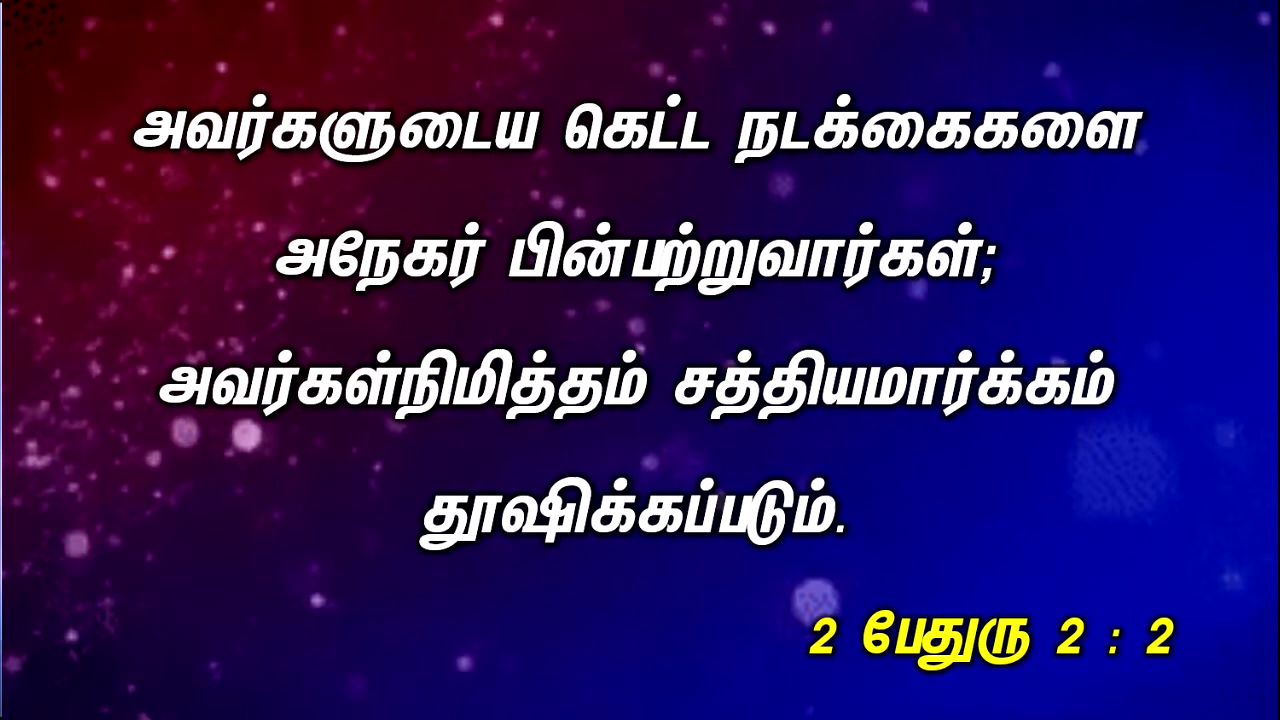 அவர்களுடைய கெட்ட நடக்கைகளை
அநேகர் பின்பற்றுவார்கள்;
அவர்கள்நிமித்தம் சத்தியமார்க்கம்
தூஷிக்கப்படும்.
2 பேதுரு 2 : 2